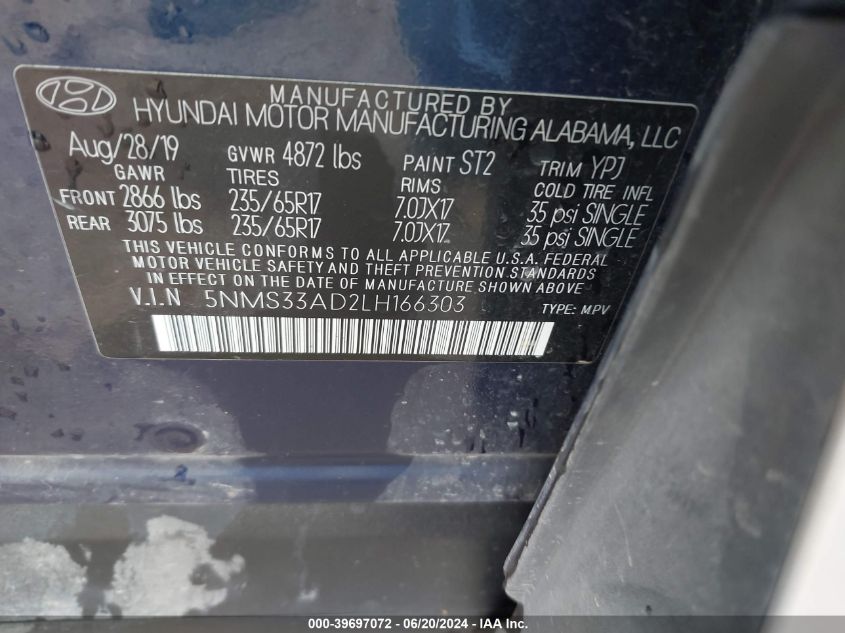 MANUFACTURED BY
HYUNDAI MOTOR MANUFACTURING ALABAMA, LLC
Aug/28/19 GVWR 4872 lbs PAINT ST2 TRIM YPJ
GAWR TIRES RIMS COLD TIRE INFL
FRONT 2866 lbs 235/65R17 7.0JX17 35 psi SINGLE
REAR 3075 lbs 235/65R17 7.0JX17 35 psi SINGLE
THIS VEHICLE CONFORMS TO ALL APPLICABLE U.S.A. FEDERAL
MOTOR VEHICLE SAFETY AND THEFT PREVENTION STANDARDS
IN EFFECT ON THE DATE OF MANUFACTURE SHOWN ABOVE
V.I.N 5NMS33AD2LH166303 TYPE: MPV
000-39697072 - 06/20/2024 - IAA Inc.